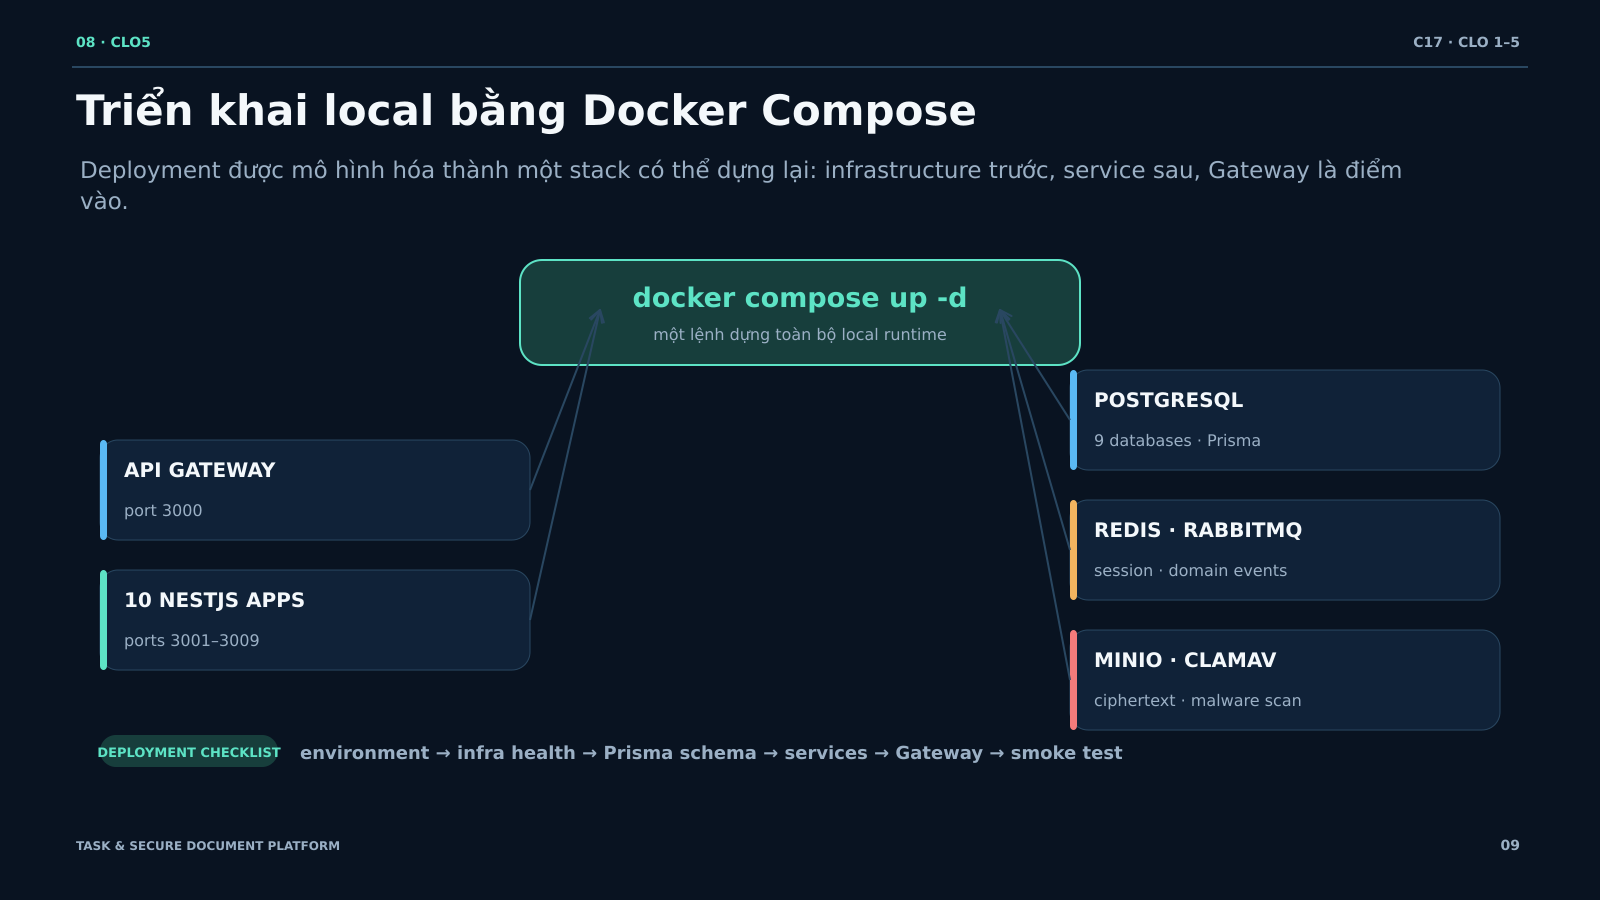 08 · CLO5
C17 · CLO 1–5
Triển khai local bằng Docker Compose
Deployment được mô hình hóa thành một stack có thể dựng lại: infrastructure trước, service sau, Gateway là điểm
vào.
docker compose up -d
một lệnh dựng toàn bộ local runtime
API GATEWAY
port 3000
10 NESTJS APPS
ports 3001–3009
POSTGRESQL
9 databases · Prisma
REDIS · RABBITMQ
session · domain events
MINIO · CLAMAV
ciphertext · malware scan
DEPLOYMENT CHECKLIST
environment → infra health → Prisma schema → services → Gateway → smoke test
TASK & SECURE DOCUMENT PLATFORM
09